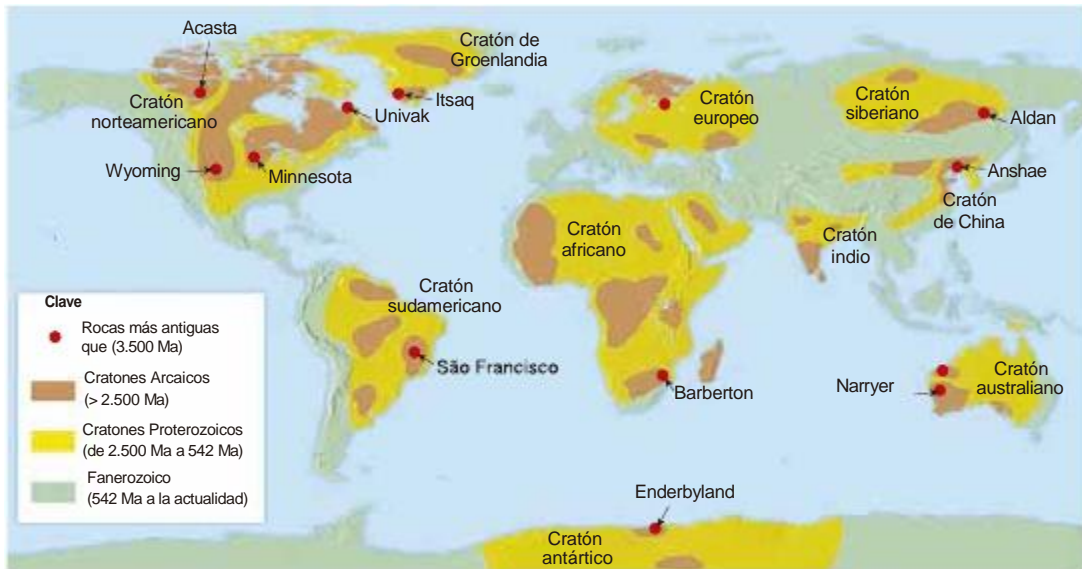 Acasta
Cratón de
Groenlandia
Cratón
norteamericano
Itsaq
Univak
Wyoming
Minnesota
Cratón
europeo
Cratón
siberiano
Aldan
Anshae
Cratón
de China
Cratón
indio
Cratón
africano
Cratón
sudamericano
São Francisco
Barberton
Narryer
Cratón
australiano
Enderbyland
Cratón
antártico
Clave
Rocas más antiguas
que (3.500 Ma)
Cratones Arcaicos
(> 2.500 Ma)
Cratones Proterozoicos
(de 2.500 Ma a 542 Ma)
Fanerozoico
(542 Ma a la actualidad)